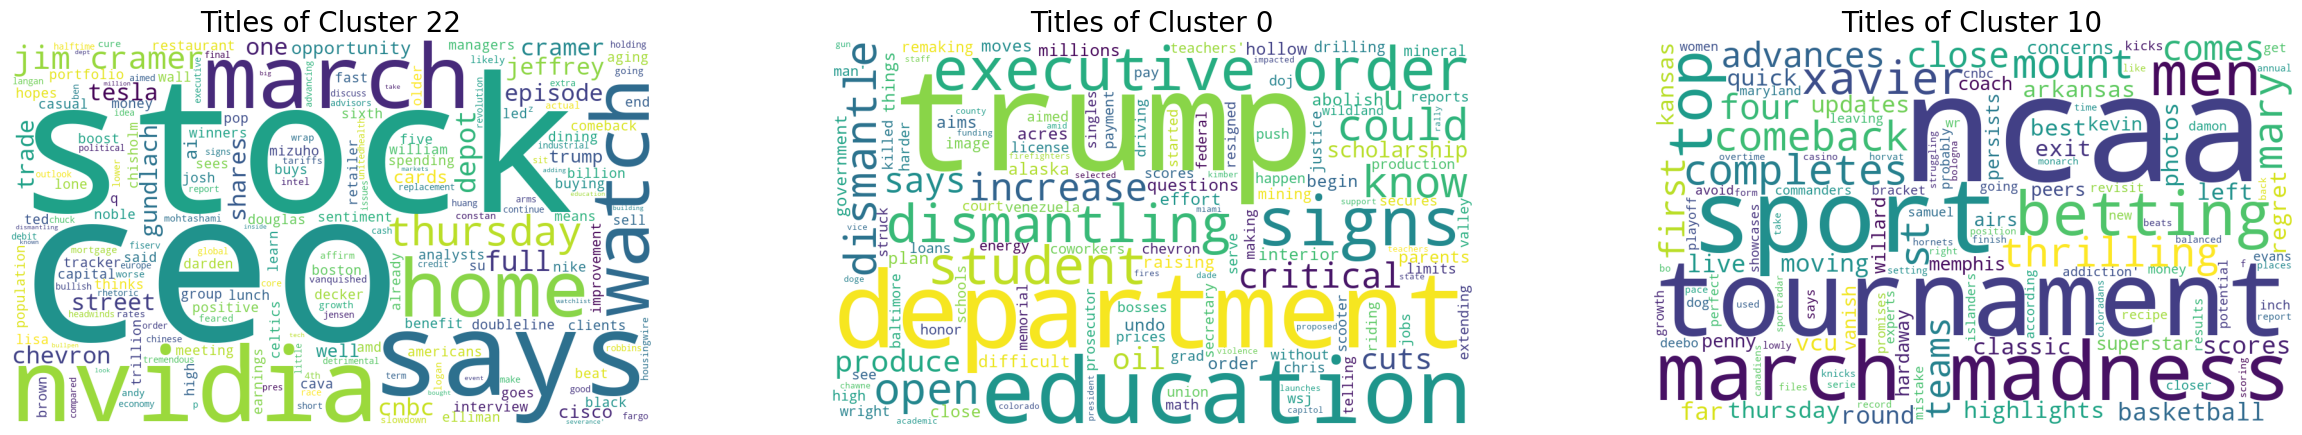 Titles of Cluster 22
stock
ceo
nvidia
says
march
home
watch
thursday
jim cramer
tesla
one opportunity
episode
jeffrey
cramer
managers
aging
likely
older
restaurant
halftime
cure
dept
final
big
langan
hopes
portfolio
aimed
wall
executive
casual
money
idea
boost
winners
trade
chisholm
gundlach
air
sees
shares
josh
report
lone
political
signs
lower
outlook
population
ted
chuck
q
noble
mohtashami
dismantling
debit
known
mortgage
fiserv
tracker
said
global
capital
worse
europe
darden
thinks
bullish
rhetoric
street
group
lunch
headwinds
rates
positive
feared
lisa
order
chinese
chevron
meeting
tremendous
brown
compared
trillion
high
andy
economy
earnings
celtics
learn
douglas
inside
sentiment
cash
affirm
credit
boston
vanquished
decker
growth
jensen
core
already
benefit
doubleline
clients
americans
analysts
su
full
nike
improvement
depot
buys
mizuho
tariffs
intel
retailer
pop
wrap
discuss
advisors
fast
led
sixth
five
william
spending
trump
cards
billion
buying
replacement
huang
constan
continue
arms
means
sell
end
dining
comeback
revolution
industrial
going
holding
black
cisco
fargo
interview
goes
good
beat
robbins
cnbc
elliman
slowdown
amd
cava
well
detrimental
term
short
4th
race
event
make
bought
watchlist
housingwire
Titles of Cluster 0
trump
department
education
executive order
signs
dismantling
dismantle
student
increase
critical
could
know
open
says
u
produce
oil
cuts
remaking
moves
millions
teachers'
hollow
drilling
mineral
gun
man
staff
killed
things
harder
government
pay
doj
impacted
abolish
reports
wildland
rally
county
aims
aimed
funding
acres
image
license
firefighters
alaska
singles
payment
driving
started
federal
resigned
push
justice
scholarship
production
selected
kimber
scores
questions
happen
begin
mining
secures
effort
court
venezuela
support
miami
valley
struck
vice
loans
energy
coworkers
chevron
making
serve
interior
plan
raising
parents
teachers
doge
schools
fires
dade
limits
state
baltimore
memorial
bosses
undo
prices
secretary
scooter
riding
jobs
extending
honor
prosecutor
proposed
difficult
grad
violence
without
order
chris
see
high
chawne
wright
close
academic
colorado
president
union
math
launches
wsj
capitol
telling
Titles of Cluster 10
ncaa
tournament
sport
march madness
men
betting
top
advances
close
comes
xavier
mount
st
mary
completes
comeback
four
first
thrilling
teams
women
kicks
get
concerns
like
annual
kansas
quick
cnbc
coach
maryland
arkansas
updates
leaving
time
best
kevin
damon
exit
wr
probably
persists
photos
overtime
casino
horvat
struggling
bologna
monarch
playoff
avoid
form
commanders
bracket
going
peers
revisit
left
regret
back
bo
showcases
take
samuel
airs
new
beats
balanced
hornets
position
finish
live
moving
willard
right
setting
memphis
islanders
according
coloradans
evans
places
f
growth
pace
dog
perfect
used
sportradar
says
vanish
promises
experts
addiction'
money
recipe
results
potential
inch
report
deebo
penny
lowly
vcu
hardaway
classic
superstar
scores
scoring
canadiens
knicks
serie
files
mistake
record
closer
far
thursday
round
highlights
basketball